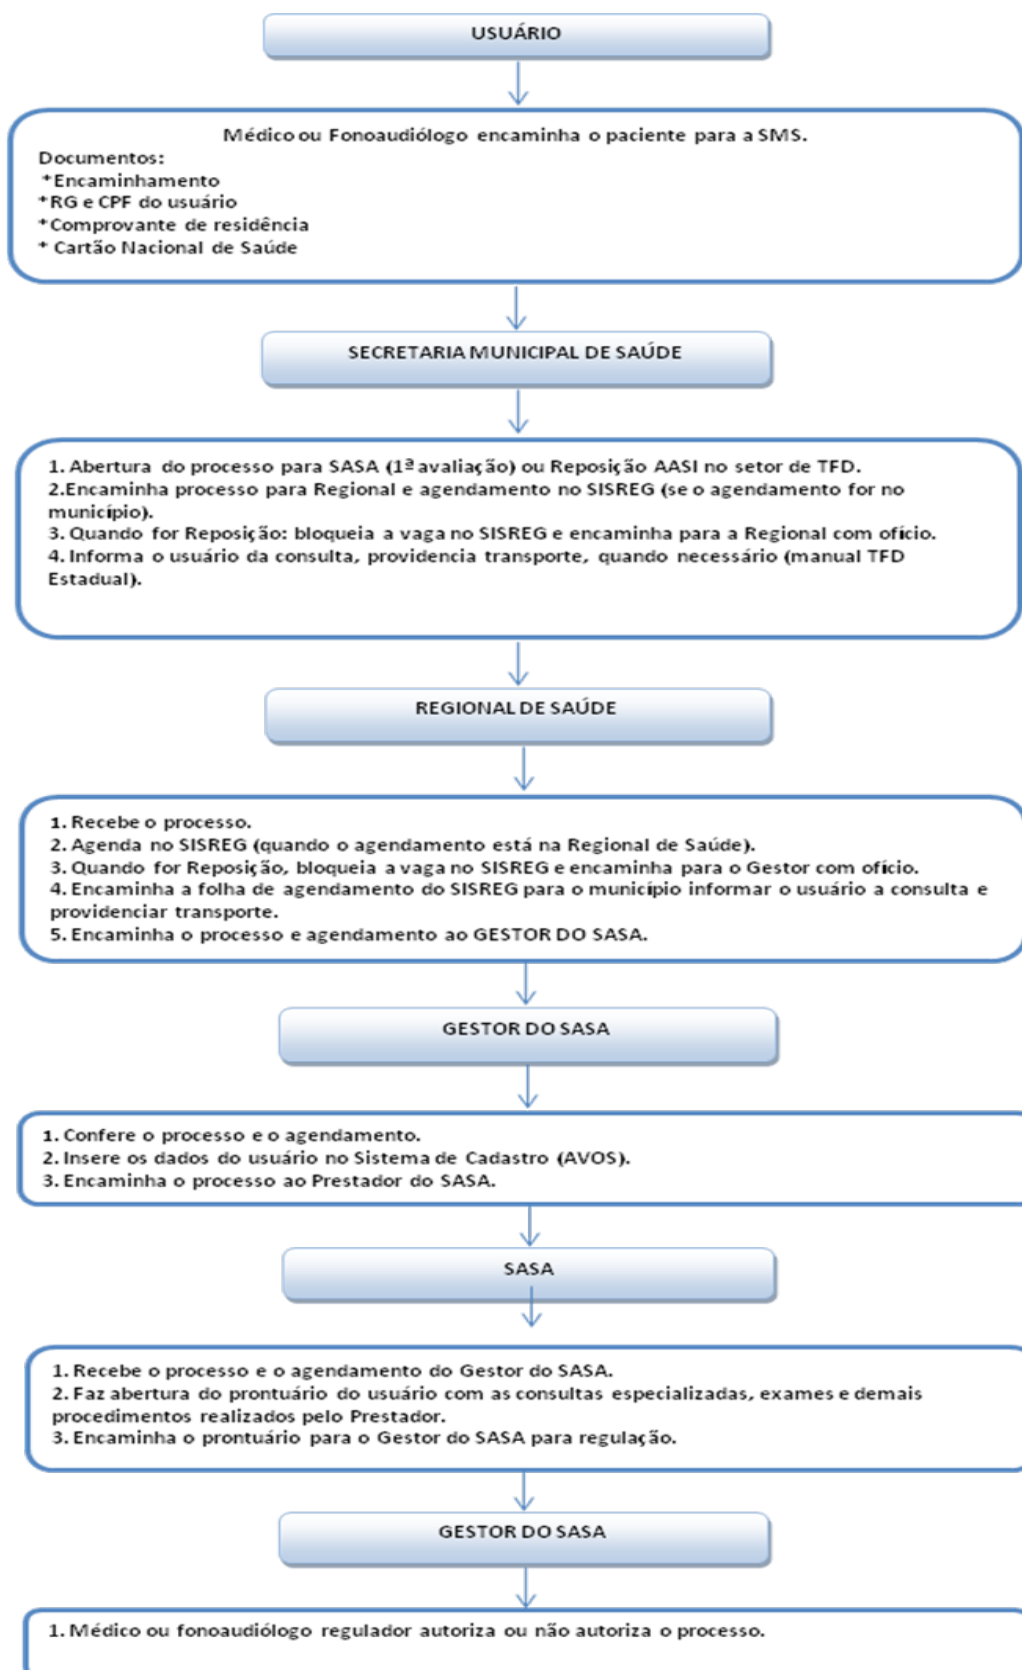 USUÁRIO
Médico ou Fonoaudiólogo encaminha o paciente para a SMS.
Documentos:
*Encaminhamento
*RG e CPF do usuário
*Comprovante de residência
* Cartão Nacional de Saúde
SECRETARIA MUNICIPAL DE SAÚDE
1. Abertura do processo para SASA (1ª avaliação) ou Reposição AASI no setor de TFD.
2.Encaminha processo para Regional e agendamento no SISREG (se o agendamento for no
município).
3. Quando for Reposição: bloqueia a vaga no SISREG e encaminha para a Regional com ofício.
4. Informa o usuário da consulta, providencia transporte, quando necessário (manual TFD
Estadual).
REGIONAL DE SAÚDE
1. Recebe o processo.
2. Agenda no SISREG (quando o agendamento está na Regional de Saúde).
3. Quando for Reposição, bloqueia a vaga no SISREG e encaminha para o Gestor com ofício.
4. Encaminha a folha de agendamento do SISREG para o município informar o usuário a consulta e
providenciar transporte.
5. Encaminha o processo e agendamento ao GESTOR DO SASA.
GESTOR DO SASA
1. Confere o processo e o agendamento.
2. Insere os dados do usuário no Sistema de Cadastro (AVOS).
3. Encaminha o processo ao Prestador do SASA.
SASA
1. Recebe o processo e o agendamento do Gestor do SASA.
2. Faz abertura do prontuário do usuário com as consultas especializadas, exames e demais
procedimentos realizados pelo Prestador.
3. Encaminha o prontuário para o Gestor do SASA para regulação.
GESTOR DO SASA
1. Médico ou fonoaudiólogo regulador autoriza ou não autoriza o processo.